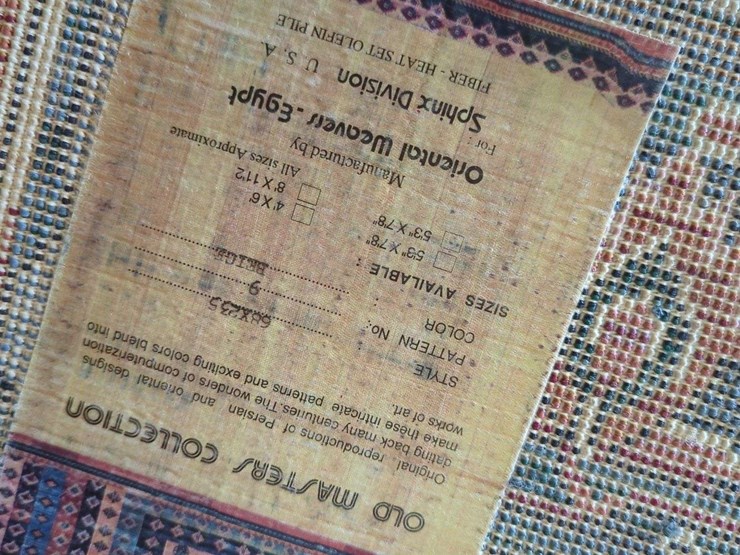 OLD MASTERS COLLECTION
Original reproductions of Persian and oriental designs
dating back many canturies. The wonders of computerization
make these intricate patterns and exciting colors blend into
works of art.
STYLE :
PATTERN No: 9
COLOR : BEIGE
SIZES AVAILABLE :
5'3" X 7'8" 4' X 6'
5'3" X 7'8" 8' X 11'2
All sizes Approximate
Manufactured by
Oriental Weavers - Egypt
For :
Sphinx Division U. S. A.
FIBER - HEAT SET OLEFIN PILE